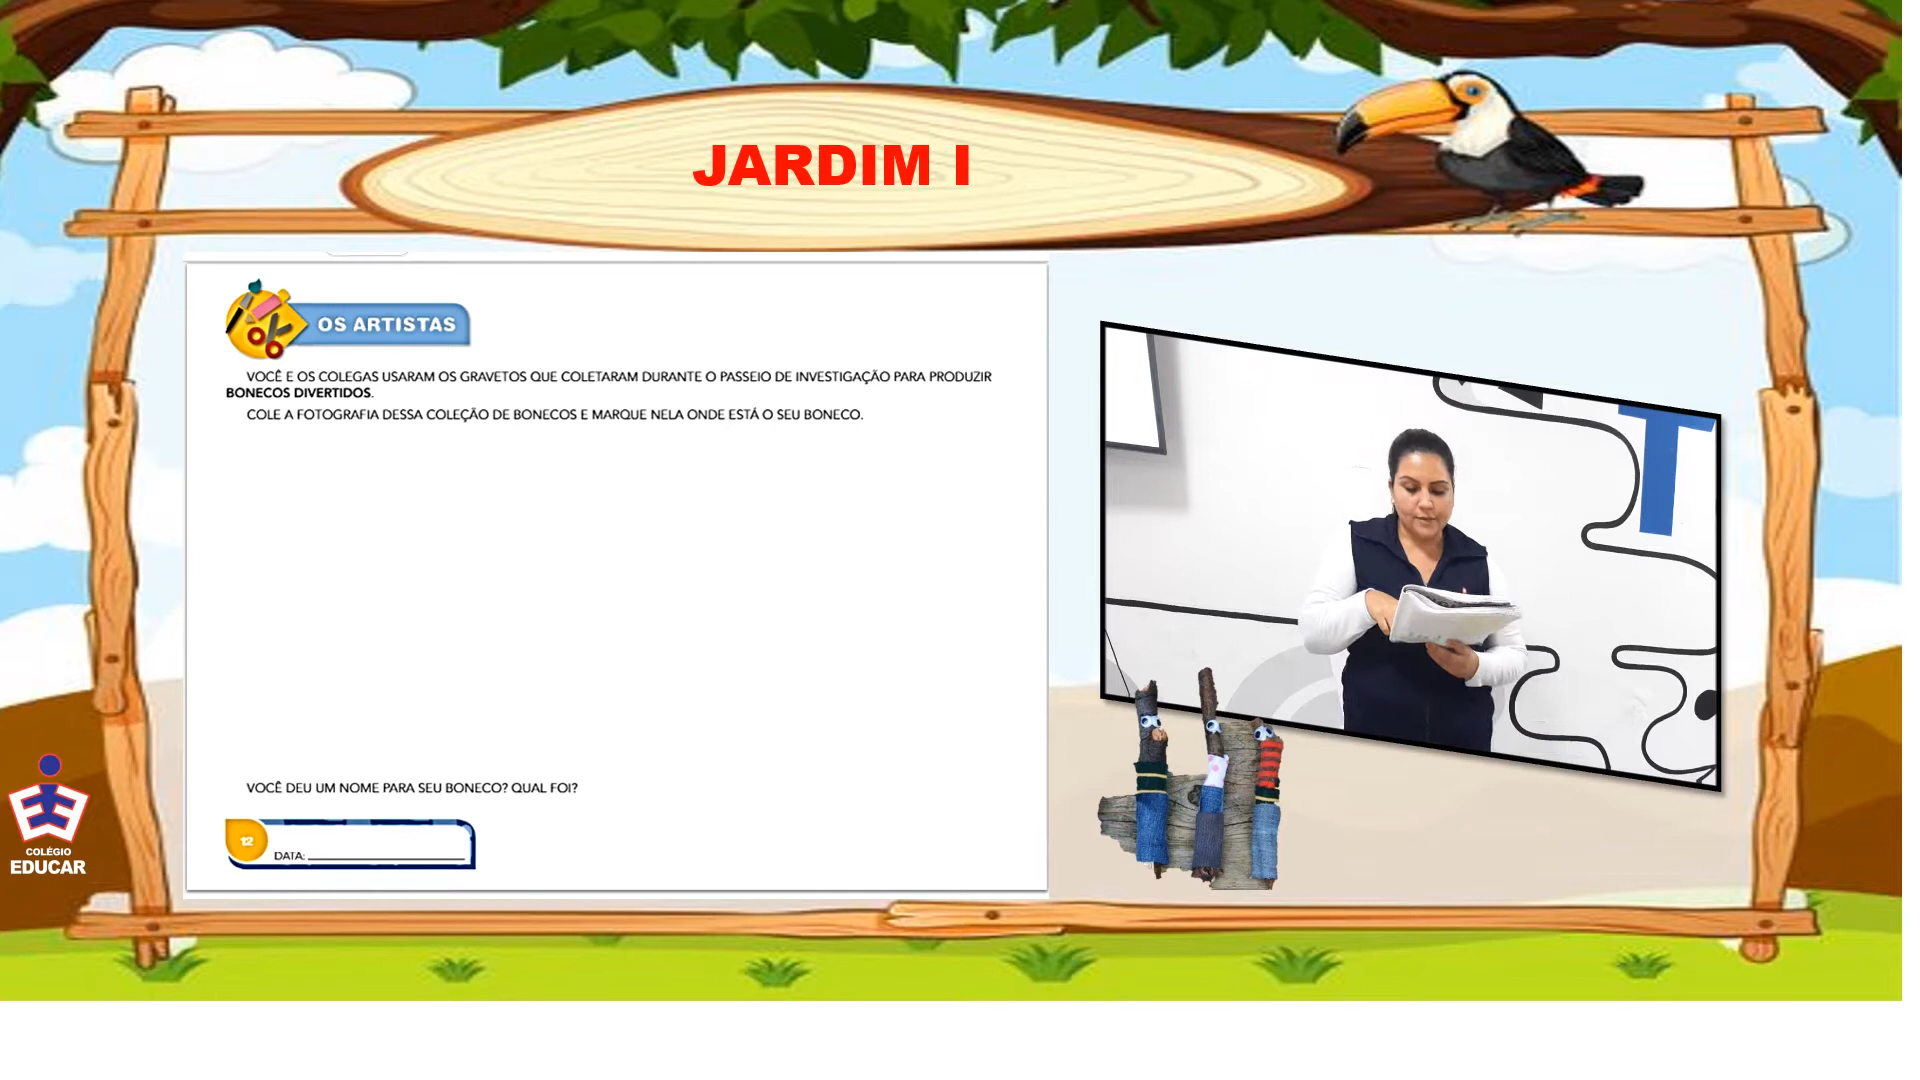 JARDIM I
OS ARTISTAS
VOCÊ E OS COLEGAS USARAM OS GRAVETOS QUE COLETARAM DURANTE O PASSEIO DE INVESTIGAÇÃO PARA PRODUZIR
BONECOS DIVERTIDOS.
COLE A FOTOGRAFIA DESSA COLEÇÃO DE BONECOS E MARQUE NELA ONDE ESTÁ O SEU BONECO.
T
VOCÊ DEU UM NOME PARA SEU BONECO? QUAL FOI?
12
DATA:
COLÉGIO
EDUCAR